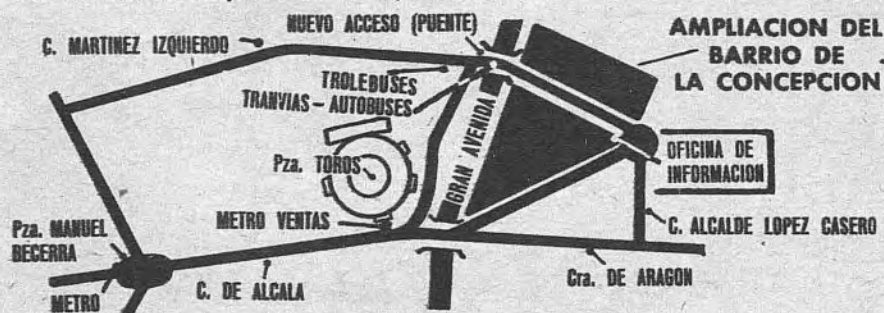 NUEVO ACCESO (PUENTE)
AMPLIACION DEL
BARRIO DE
LA CONCEPCION
C. MARTINEZ IZQUIERDO
TROLEBUSES
TRANVIAS - AUTOBUSES
GRAN AVENIDA
OFICINA DE
INFORMACION
Pza. TOROS
METRO VENTAS
C. ALCALDE LOPEZ CASERO
Pza. MANUEL
BECERRA
METRO
C. DE ALCALA
Cra. DE ARAGON